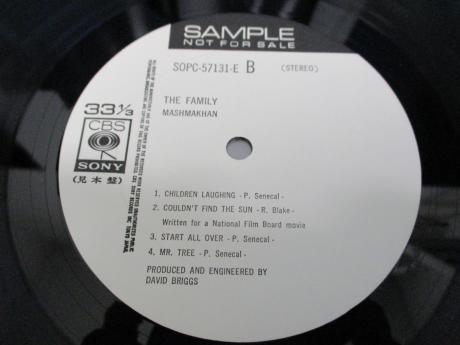 SAMPLE
NOT FOR SALE
SOPC-57131-E B (STEREO)
THE FAMILY
MASHMAKHAN
33 1/3
CBS
SONY
(見本盤)
1. CHILDREN LAUGHING - P. Senecal -
2. COULDN'T FIND THE SUN - R. Blake -
Written for a National Film Board movie
3. START ALL OVER - P. Senecal -
4. MR. TREE - P. Senecal -
PRODUCED AND ENGINEERED BY
DAVID BRIGGS